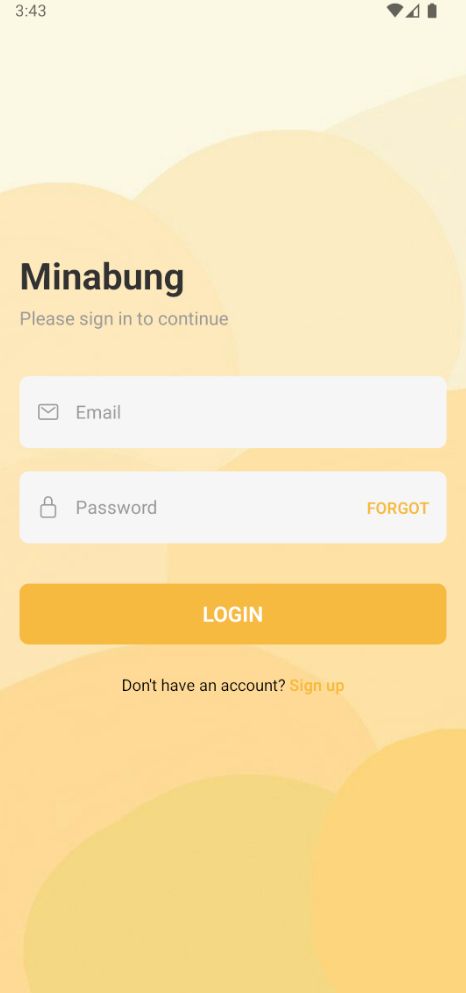 3:43
Minabung
Please sign in to continue
Email
Password FORGOT
LOGIN
Don't have an account? Sign up